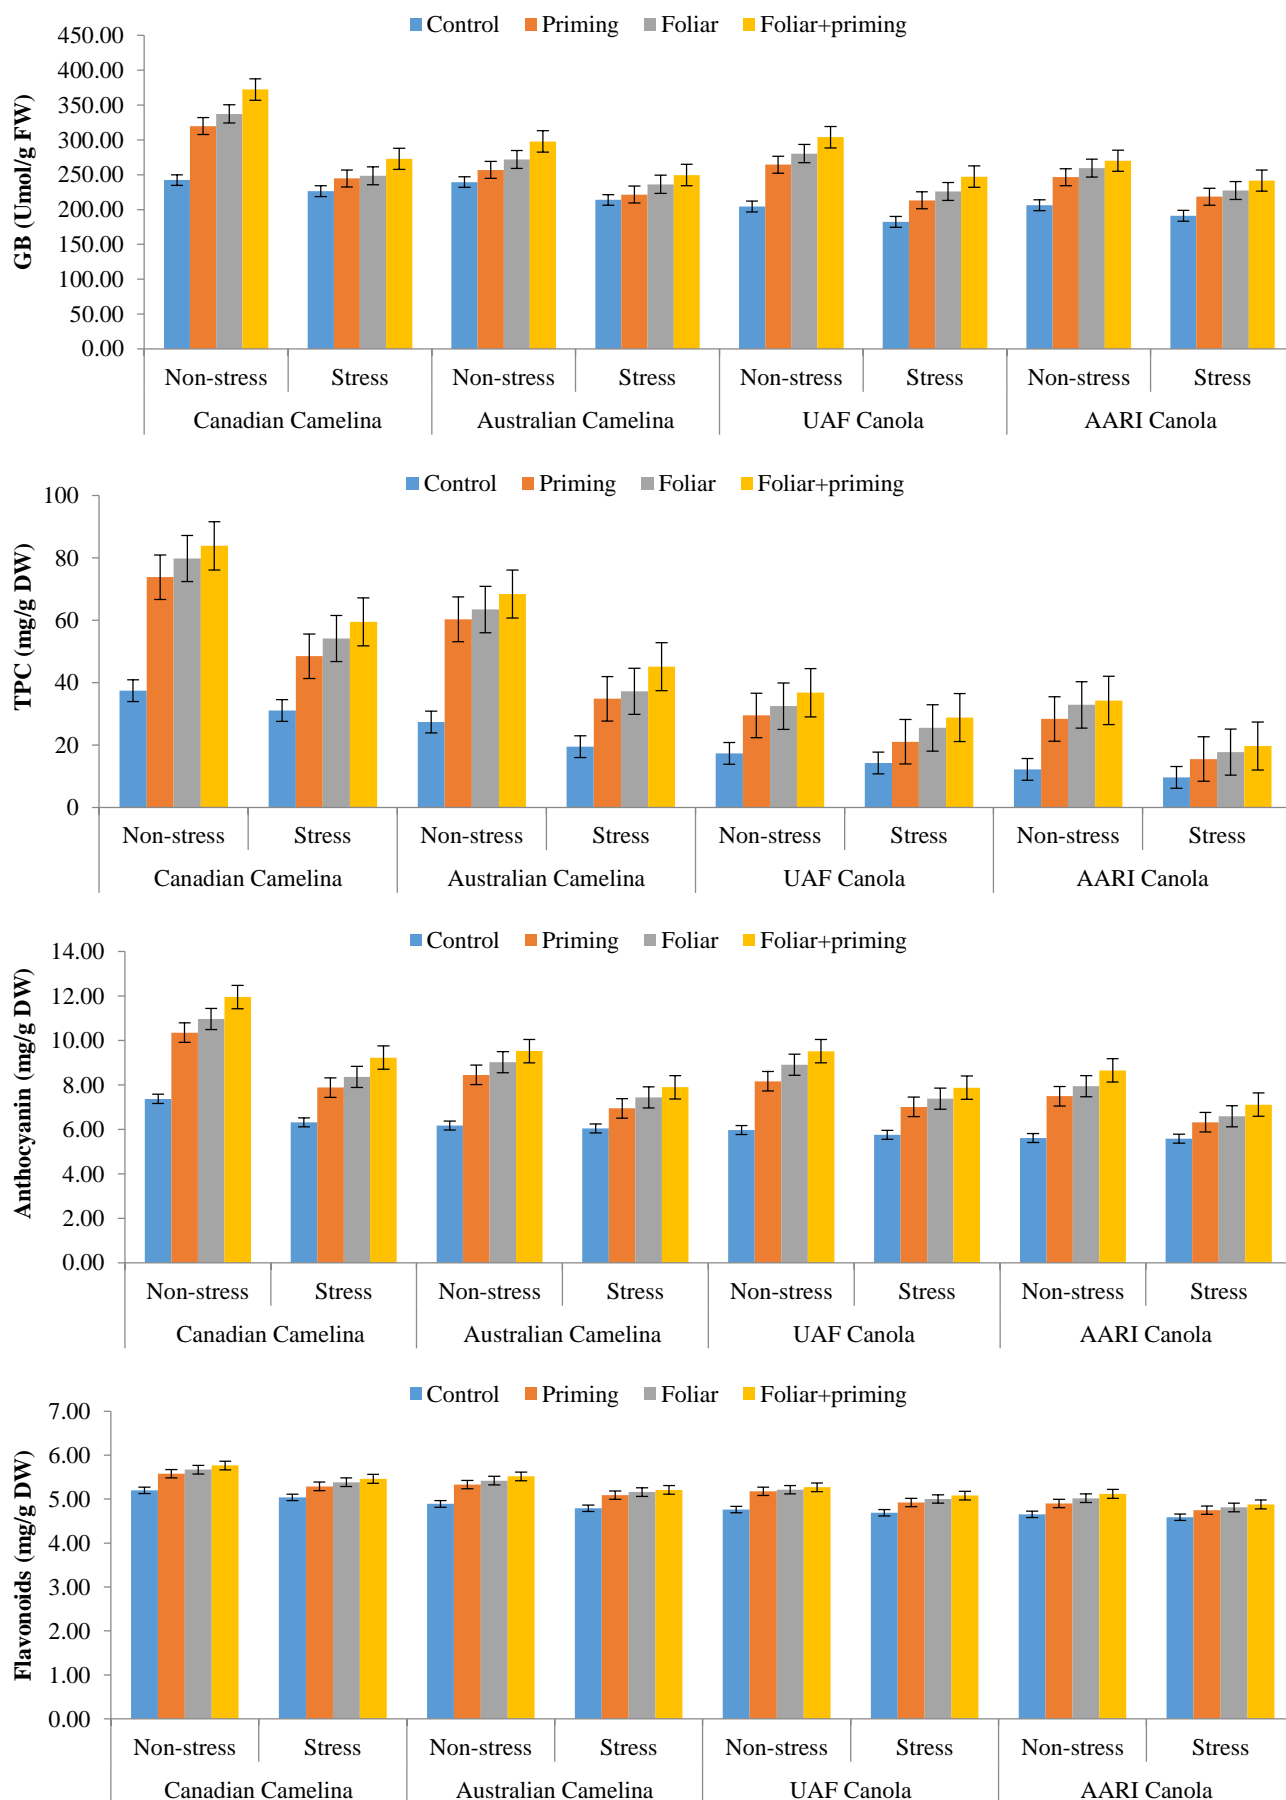 Control Priming Foliar Foliar+priming
GB (Umol/g FW)
450.00
400.00
350.00
300.00
250.00
200.00
150.00
100.00
50.00
0.00
Non-stress Stress Non-stress Stress Non-stress Stress Non-stress Stress
Canadian Camelina Australian Camelina UAF Canola AARI Canola
Control Priming Foliar Foliar+priming
TPC (mg/g DW)
100
80
60
40
20
0
Non-stress Stress Non-stress Stress Non-stress Stress Non-stress Stress
Canadian Camelina Australian Camelina UAF Canola AARI Canola
Control Priming Foliar Foliar+priming
Anthocyanin (mg/g DW)
14.00
12.00
10.00
8.00
6.00
4.00
2.00
0.00
Non-stress Stress Non-stress Stress Non-stress Stress Non-stress Stress
Canadian Camelina Australian Camelina UAF Canola AARI Canola
Control Priming Foliar Foliar+priming
Flavonoids (mg/g DW)
7.00
6.00
5.00
4.00
3.00
2.00
1.00
0.00
Non-stress Stress Non-stress Stress Non-stress Stress Non-stress Stress
Canadian Camelina Australian Camelina UAF Canola AARI Canola